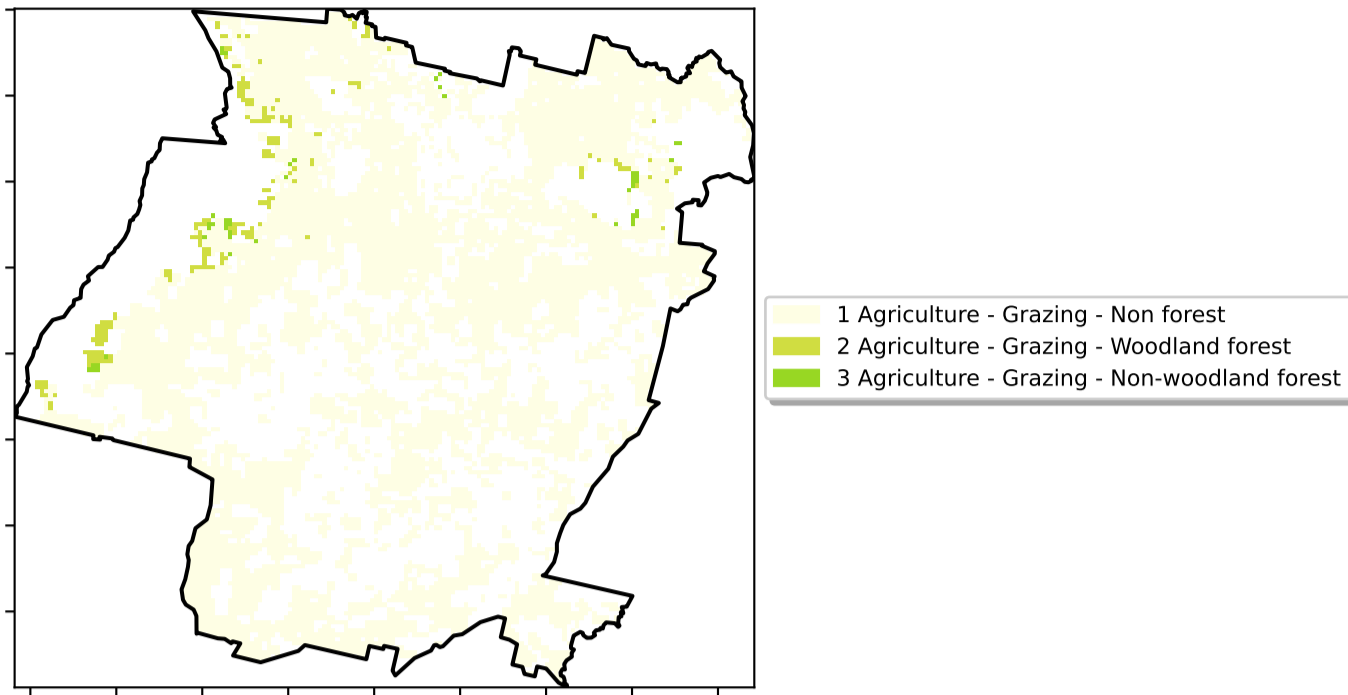 1 Agriculture - Grazing - Non forest
2 Agriculture - Grazing - Woodland forest
3 Agriculture - Grazing - Non-woodland forest